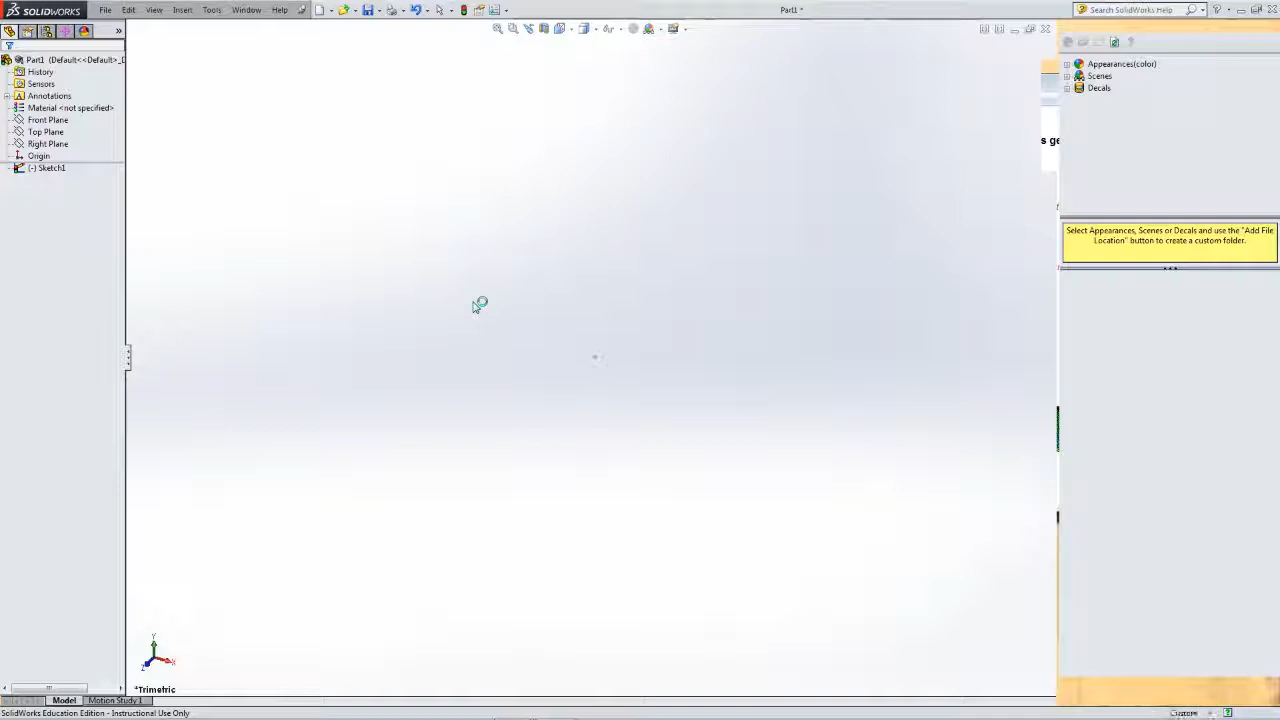 SOLIDWORKS File Edit View Insert Tools Window Help Part1 * Search SolidWorks Help
Part1 (Default<<Default>_D
History
Sensors
Annotations
Material <not specified>
Front Plane
Top Plane
Right Plane
Origin
(-) Sketch1
Appearances(color)
Scenes
Decals
s ge
Select Appearances, Scenes or Decals and use the "Add File
Location" button to create a custom folder.
Y
X
Z
*Trimetric
Model Motion Study 1
SolidWorks Education Edition - Instructional Use Only
Custom